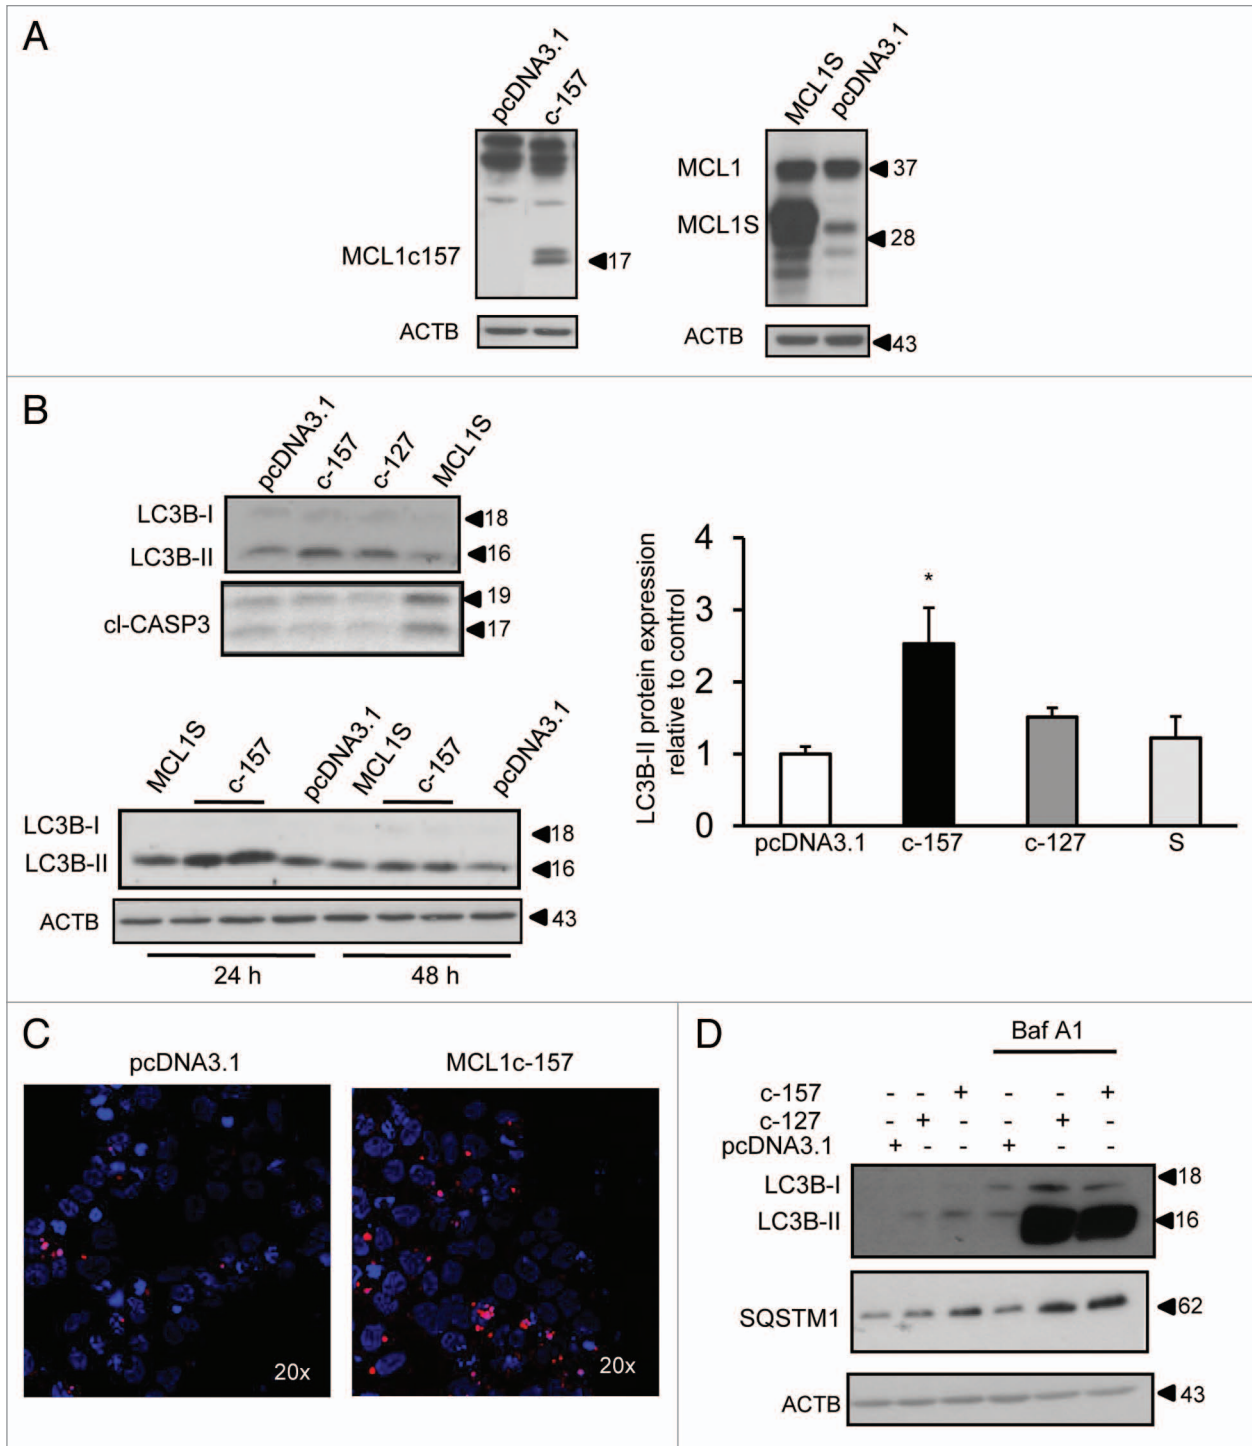 A
pcDNA3.1
c-157
MCL1c157
17
ACTB
MCL1S
pcDNA3.1
MCL1
37
MCL1S
28
ACTB
43
B
pcDNA3.1
c-157
c-127
MCL1S
LC3B-I
18
LC3B-II
16
cl-CASP3
19
17
MCL1S
c-157
pcDNA3.1
MCL1S
c-157
pcDNA3.1
LC3B-I
18
LC3B-II
16
ACTB
43
24 h
48 h
LC3B-II protein expression
relative to control
4
3
2
1
0
*
pcDNA3.1
c-157
c-127
S
C
pcDNA3.1
MCL1c-157
20x
20x
D
Baf A1
c-157 - - + - - +
c-127 - + - - + -
pcDNA3.1 + - - + - -
LC3B-I
18
LC3B-II
16
SQSTM1
62
ACTB
43